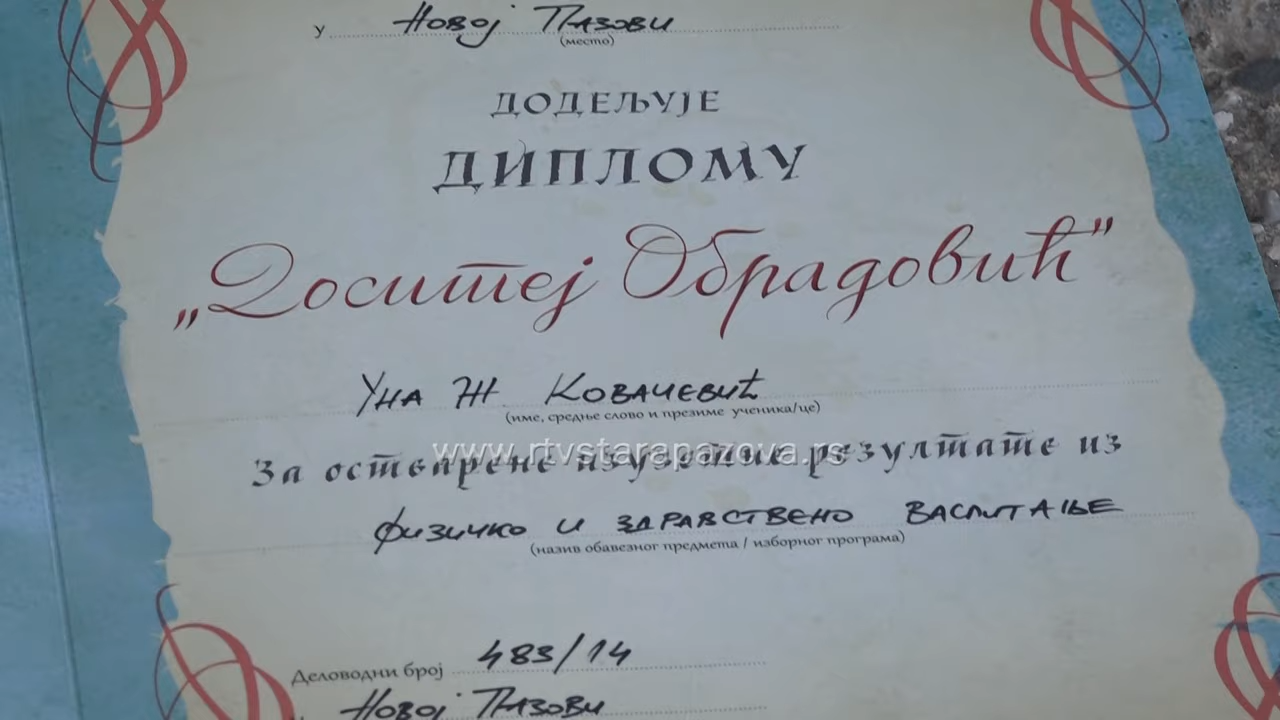 у Новој Пазови
(место)
ДОДЕЉУЈЕ
ДИПЛОМУ
„Доситеј Обрадовић”
Уна Ж Ковачевић
(име, средње слово и презиме ученика/це)
www.rtvstarapazova.rs
За остварене изузетне резултате из
физичко и здравствено васпитање
(назив обавезног предмета / изборног програма)
Деловодни број 483/14
Новој Пазови